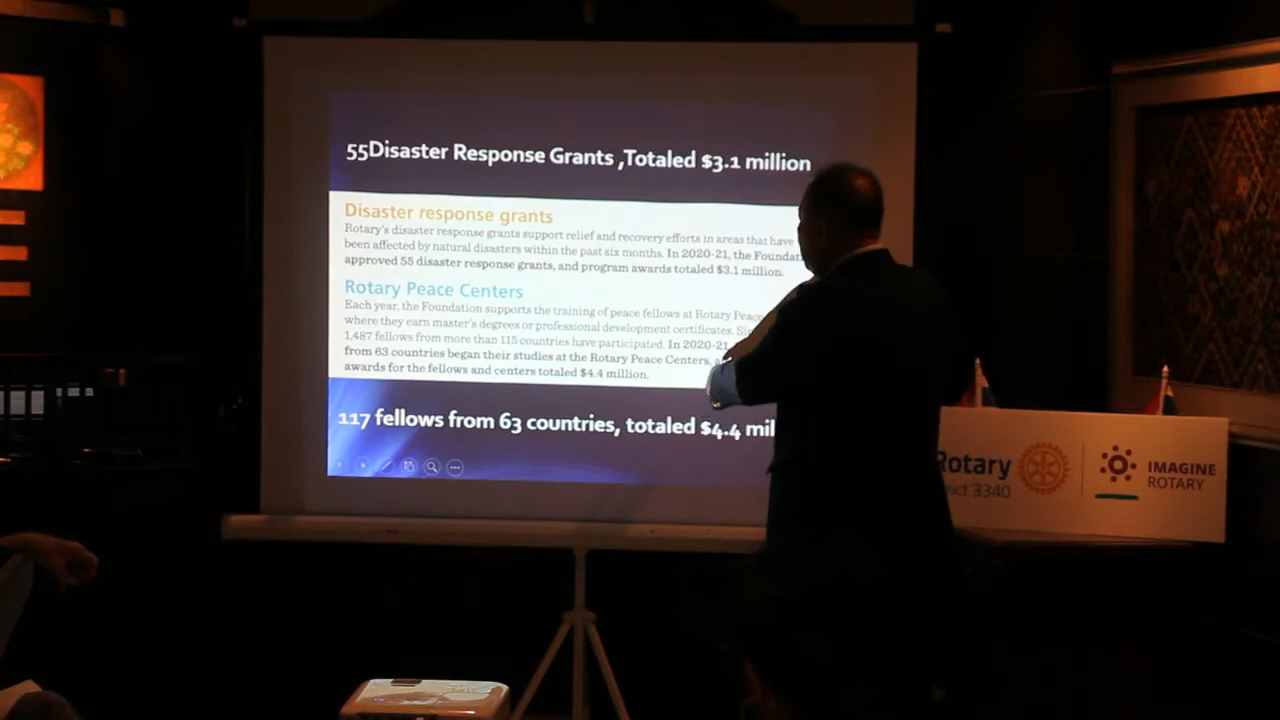 55Disaster Response Grants ,Totaled $3.1 million
Disaster response grants
Rotary's disaster response grants support relief and recovery efforts in areas that have
been affected by natural disasters within the past six months. In 2020-21, the Foundat
approved 55 disaster response grants, and program awards totaled $3.1 million.
Rotary Peace Centers
Each year, the Foundation supports the training of peace fellows at Rotary Peace
where they earn master's degrees or professional development certificates.
1,487 fellows from more than 115 countries have participated. In 2020-21
from 63 countries began their studies at the Rotary Peace Centers,
awards for the fellows and centers totaled $4.4 million.
117 fellows from 63 countries, totaled $4.4 mil
Rotary
rict 3340
IMAGINE
ROTARY